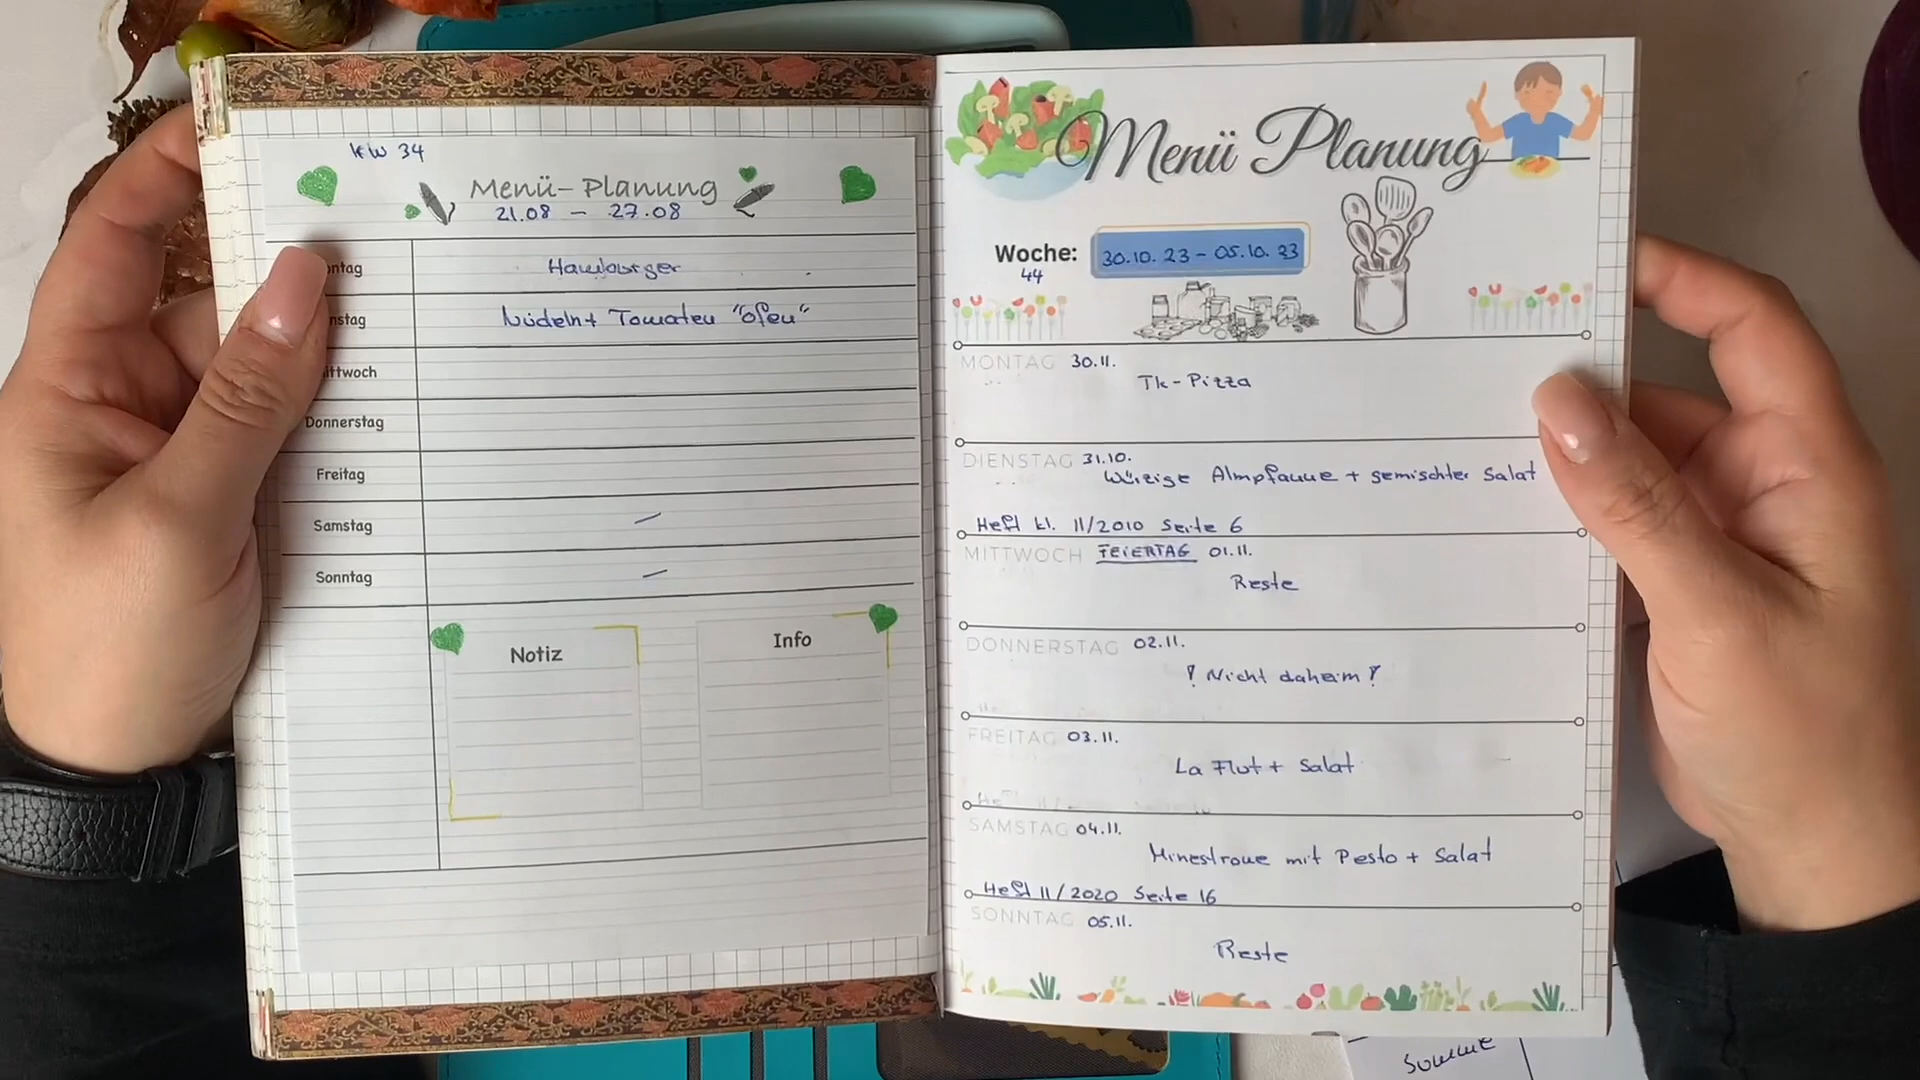 KW 34
Menü-Planung
21.08 - 27.08
ntag
Hamburger
nstag
Nudeln + Tomaten "Ofen"
ittwoch
Donnerstag
Freitag
Samstag
—
Sonntag
—
Notiz
Info
Menü Planung
Woche: 30.10.23 - 05.10.23
44
MONTAG 30.11.
Tk-Pizza
DIENSTAG 31.10.
Würzige Almpfanne + gemischter Salat
Heft kl. 11/2010 Seite 6
MITTWOCH FEIERTAG 01.11.
Reste
DONNERSTAG 02.11.
! Nicht daheim !
FREITAG 03.11.
La Flut + Salat
SAMSTAG 04.11.
Minestrone mit Pesto + Salat
Heft 11/2020 Seite 16
SONNTAG 05.11.
Reste
Summe